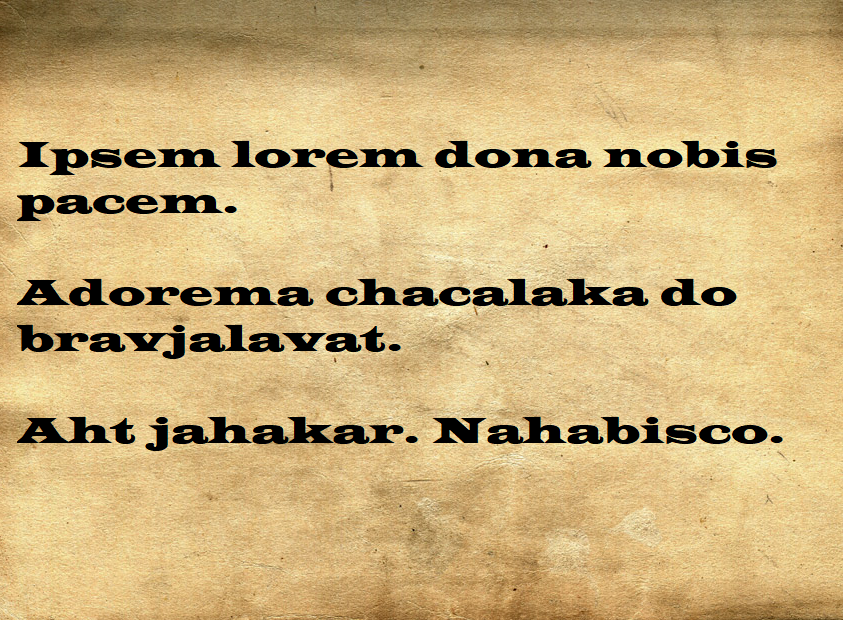 Ipsem lorem dona nobis
pacem.
Adorema chacalaka do
bravjalavat.
Aht jahakar. Nahabisco.